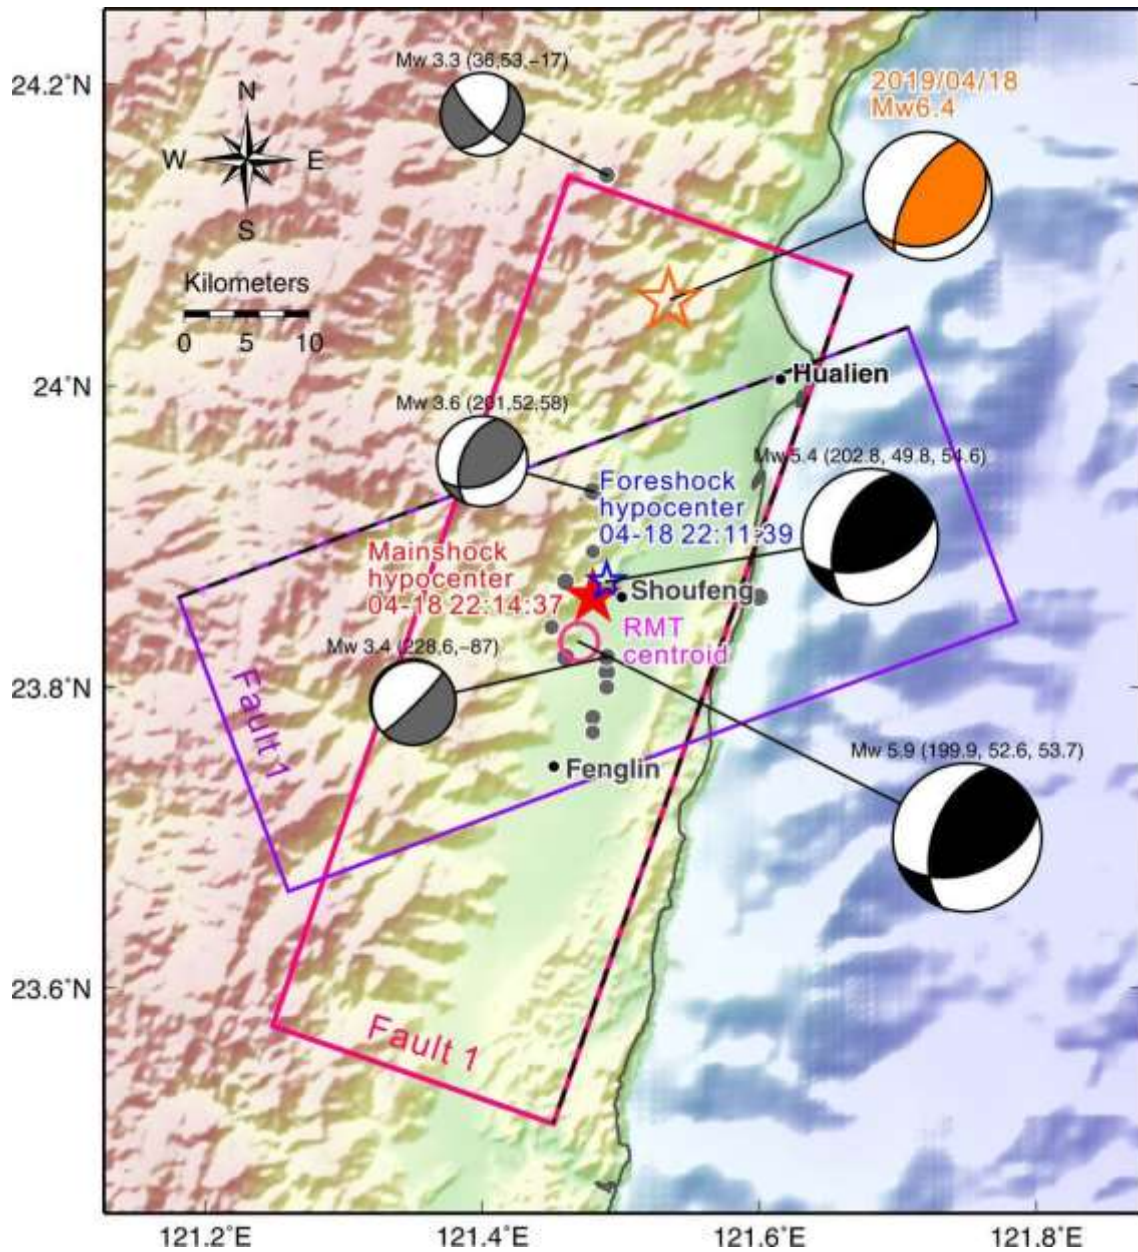 Mw 3.3 (36,53,-17)
2019/04/18
Mw6.4
24.2°N
N
W E
S
Kilometers
0 5 10
24°N
Hualien
Mw 3.6 (201,52,58)
Mw 5.4 (202.8, 49.8, 54.6)
Foreshock
hypocenter
04-18 22:11:39
Mainshock
hypocenter
04-18 22:14:37
Shoufeng
RMT
centroid
Mw 3.4 (228.6,-87)
23.8°N
Fault 1
Fenglin
Mw 5.9 (199.9, 52.6, 53.7)
23.6°N
Fault 1
121.2°E 121.4°E 121.6°E 121.8°E